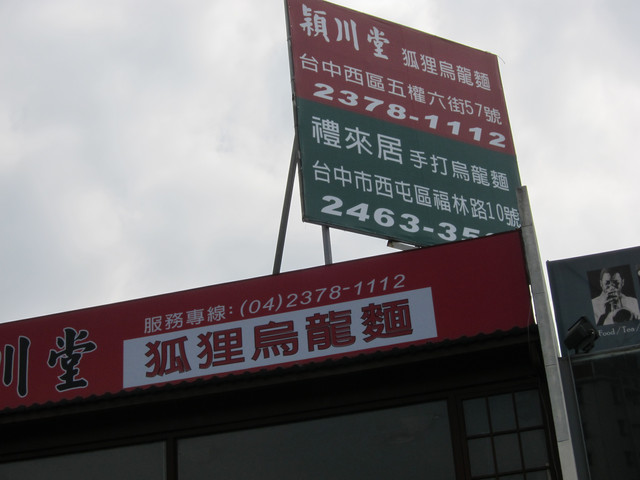 穎川堂 狐狸烏龍麵
台中西區五權六街57號
2378-1112
禮來居 手打烏龍麵
台中市西屯區福林路10號
2463-35
服務專線:(04)2378-1112
川堂 狐狸烏龍麵